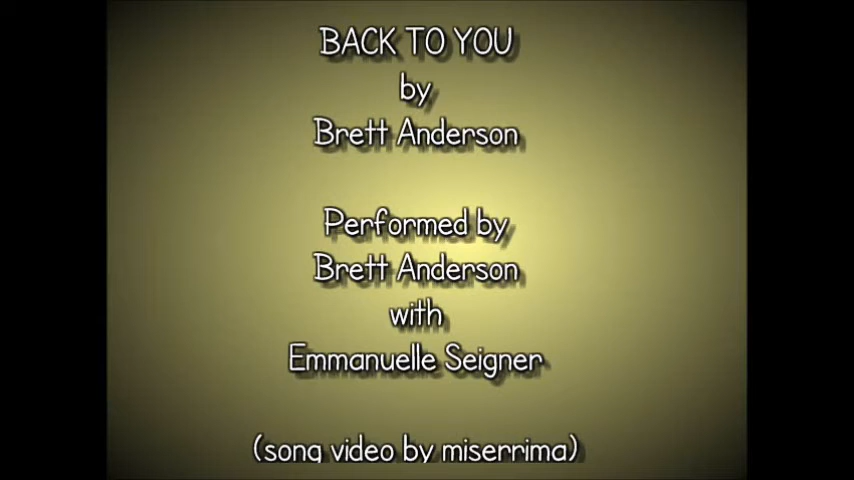 BACK TO YOU
by
Brett Anderson
Performed by
Brett Anderson
with
Emmanuelle Seigner
(song video by miserrima)